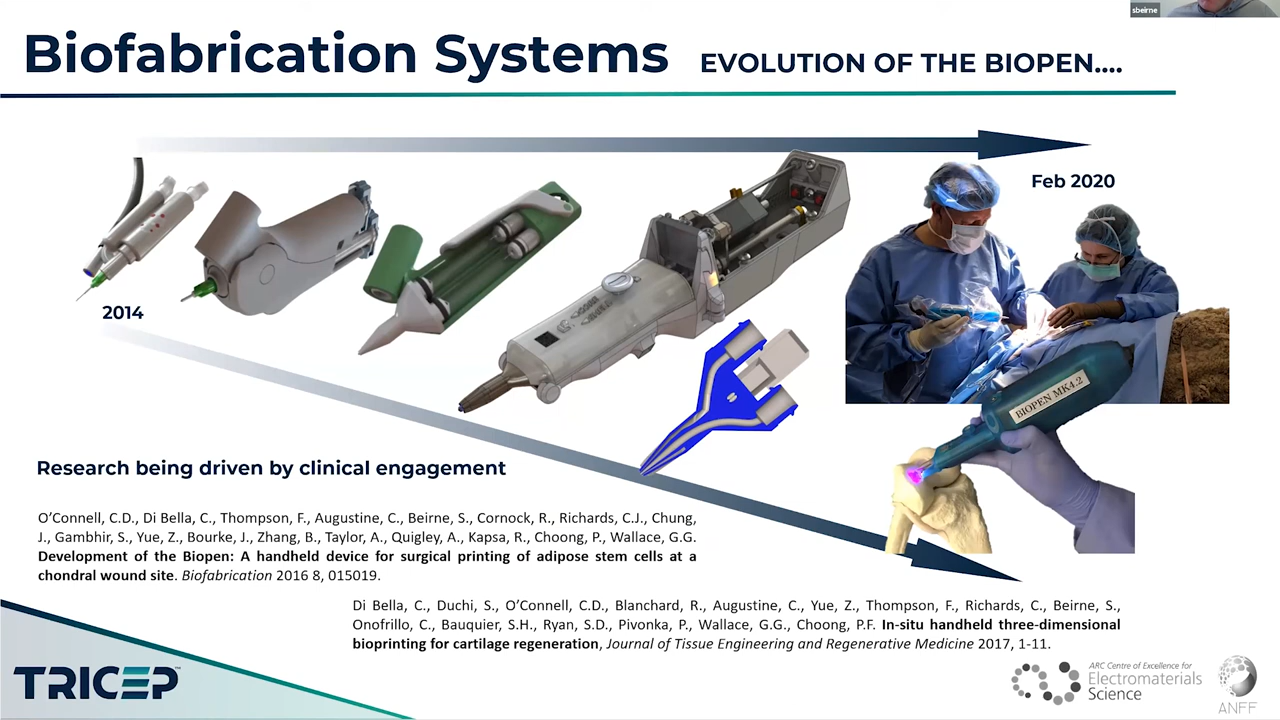 sbeirne
Biofabrication Systems EVOLUTION OF THE BIOPEN....
Feb 2020
2014
BIOPEN MK4.2
Research being driven by clinical engagement
O’Connell, C.D., Di Bella, C., Thompson, F., Augustine, C., Beirne, S., Cornock, R., Richards, C.J., Chung,
J., Gambhir, S., Yue, Z., Bourke, J., Zhang, B., Taylor, A., Quigley, A., Kapsa, R., Choong, P., Wallace, G.G.
Development of the Biopen: A handheld device for surgical printing of adipose stem cells at a
chondral wound site. Biofabrication 2016 8, 015019.
Di Bella, C., Duchi, S., O’Connell, C.D., Blanchard, R., Augustine, C., Yue, Z., Thompson, F., Richards, C., Beirne, S.,
Onofrillo, C., Bauquier, S.H., Ryan, S.D., Pivonka, P., Wallace, G.G., Choong, P.F. In-situ handheld three-dimensional
bioprinting for cartilage regeneration, Journal of Tissue Engineering and Regenerative Medicine 2017, 1-11.
TRICEP™
ARC Centre of Excellence for
Electromaterials
Science
ANFF